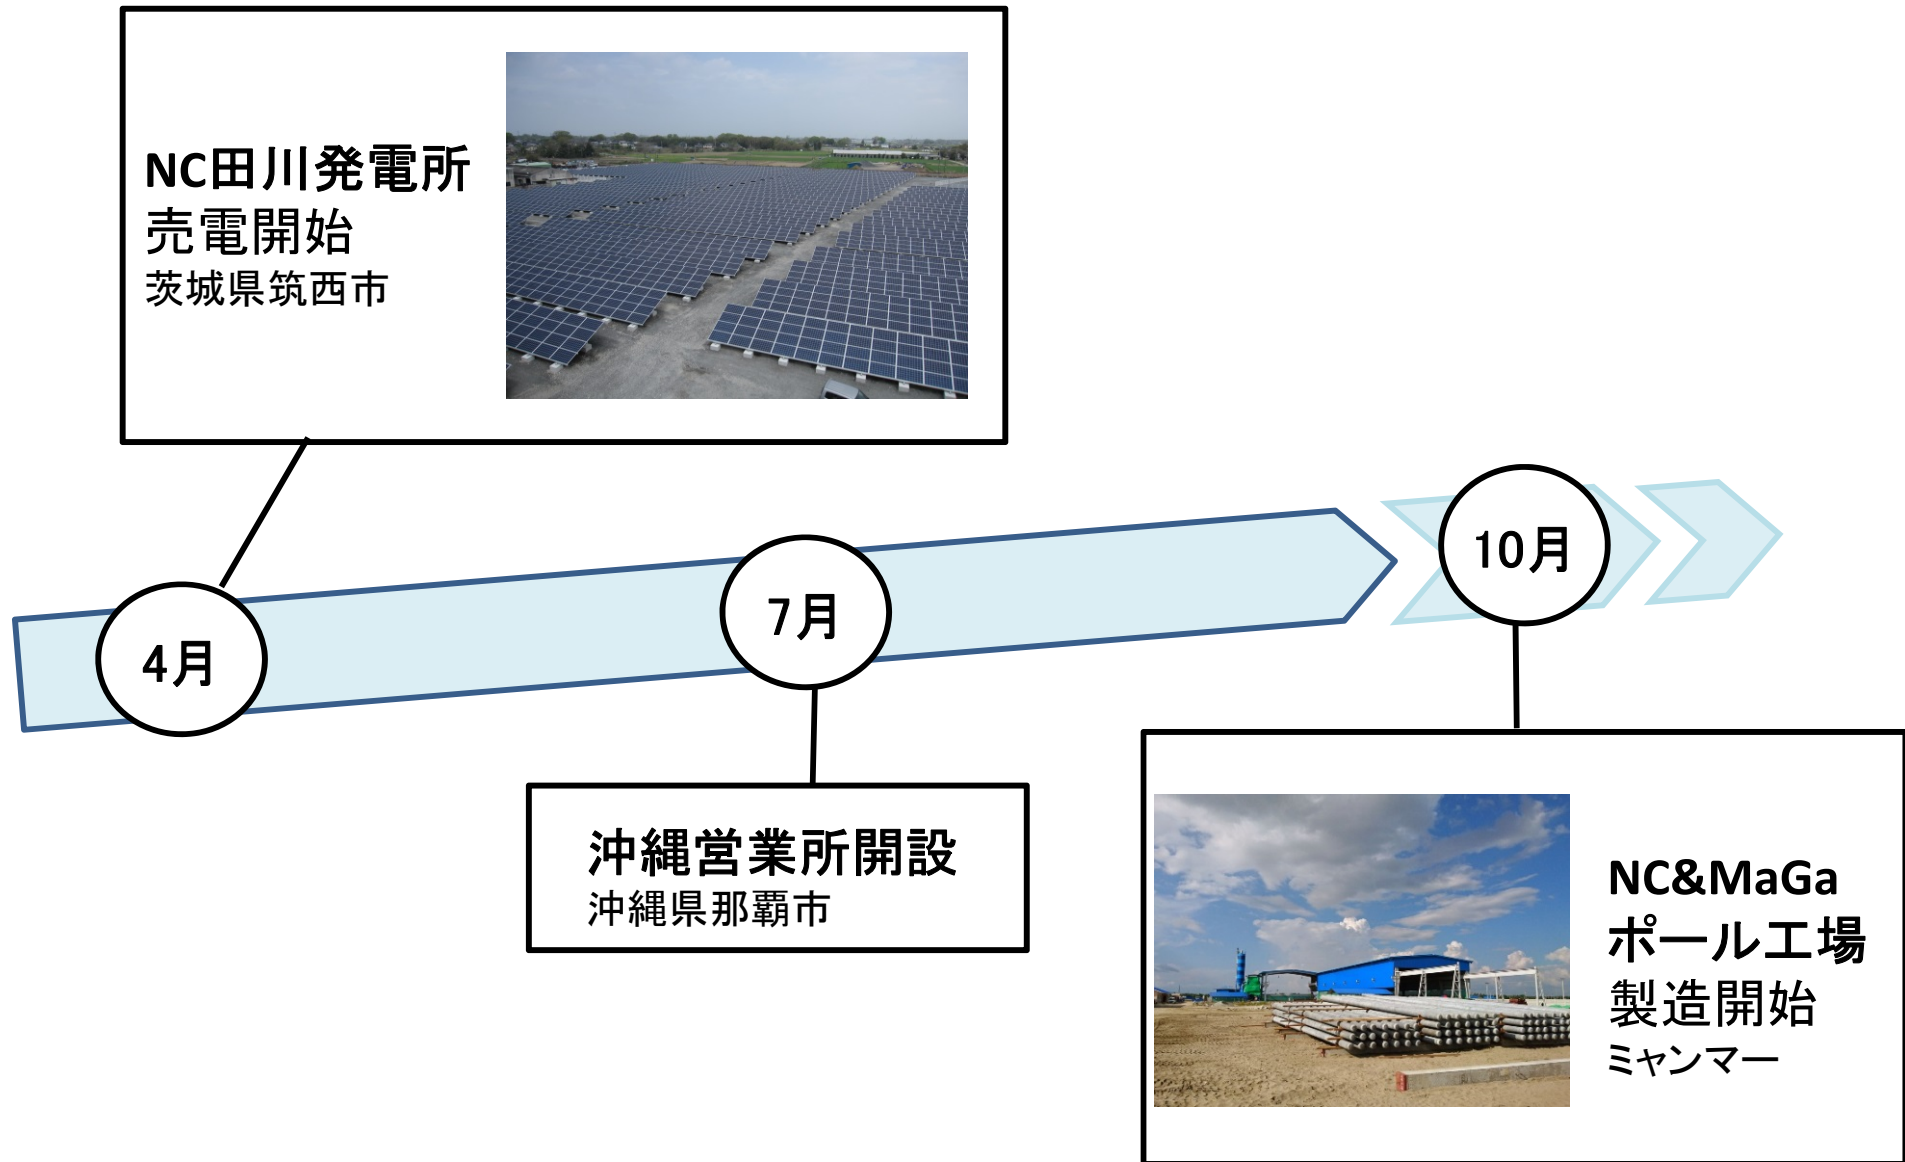 NC田川発電所
売電開始
茨城県筑西市
4月
7月
10月
沖縄営業所開設
沖縄県那覇市
NC&MaGa
ポール工場
製造開始
ミャンマー